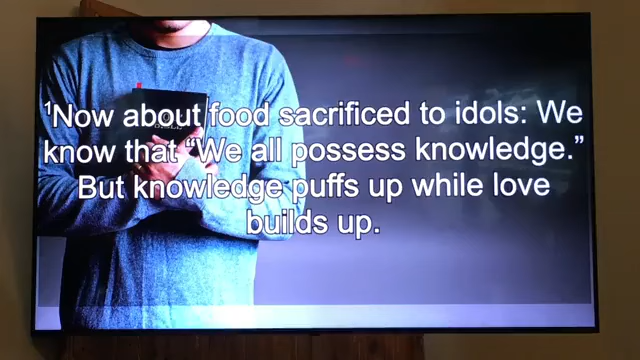 ¹Now about food sacrificed to idols: We
know that “We all possess knowledge.”
But knowledge puffs up while love
builds up.